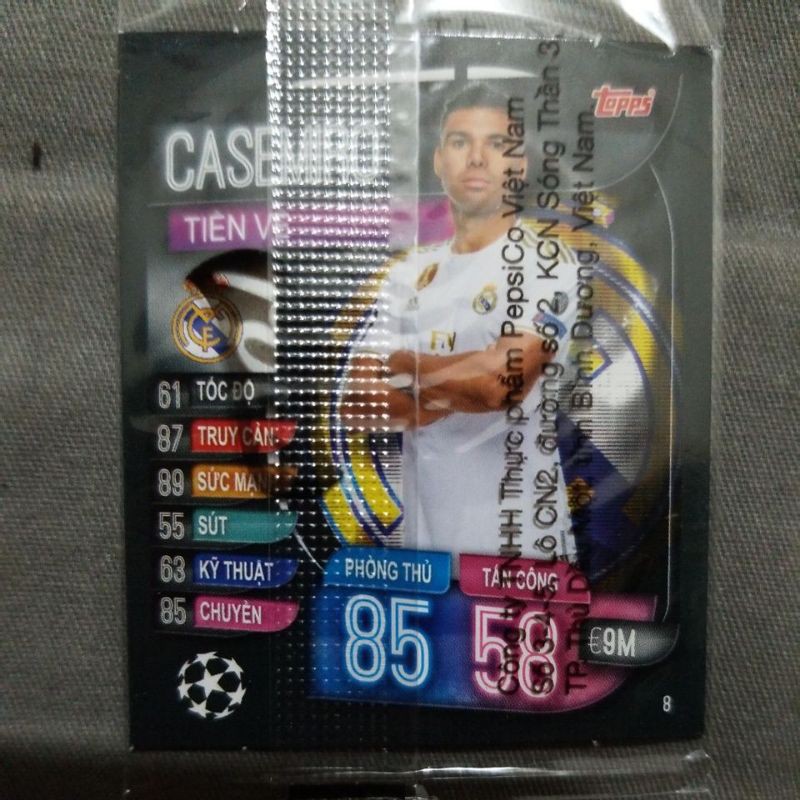 TOPPS
CASEMIRO
TIỀN VỆ
61 TỐC ĐỘ
87 TRUY CẢN
89 SỨC MẠNH
55 SÚT
63 KỸ THUẬT
85 CHUYỀN
PHÒNG THỦ
85
TẤN CÔNG
58
€9M
8
Công ty TNHH Thực phẩm PepsiCo Việt Nam
Số 3-4-5, Lô CN2, đường số 2, KCN Sóng Thần 3
TP. Thủ Dầu Một, tỉnh Bình Dương, Việt Nam